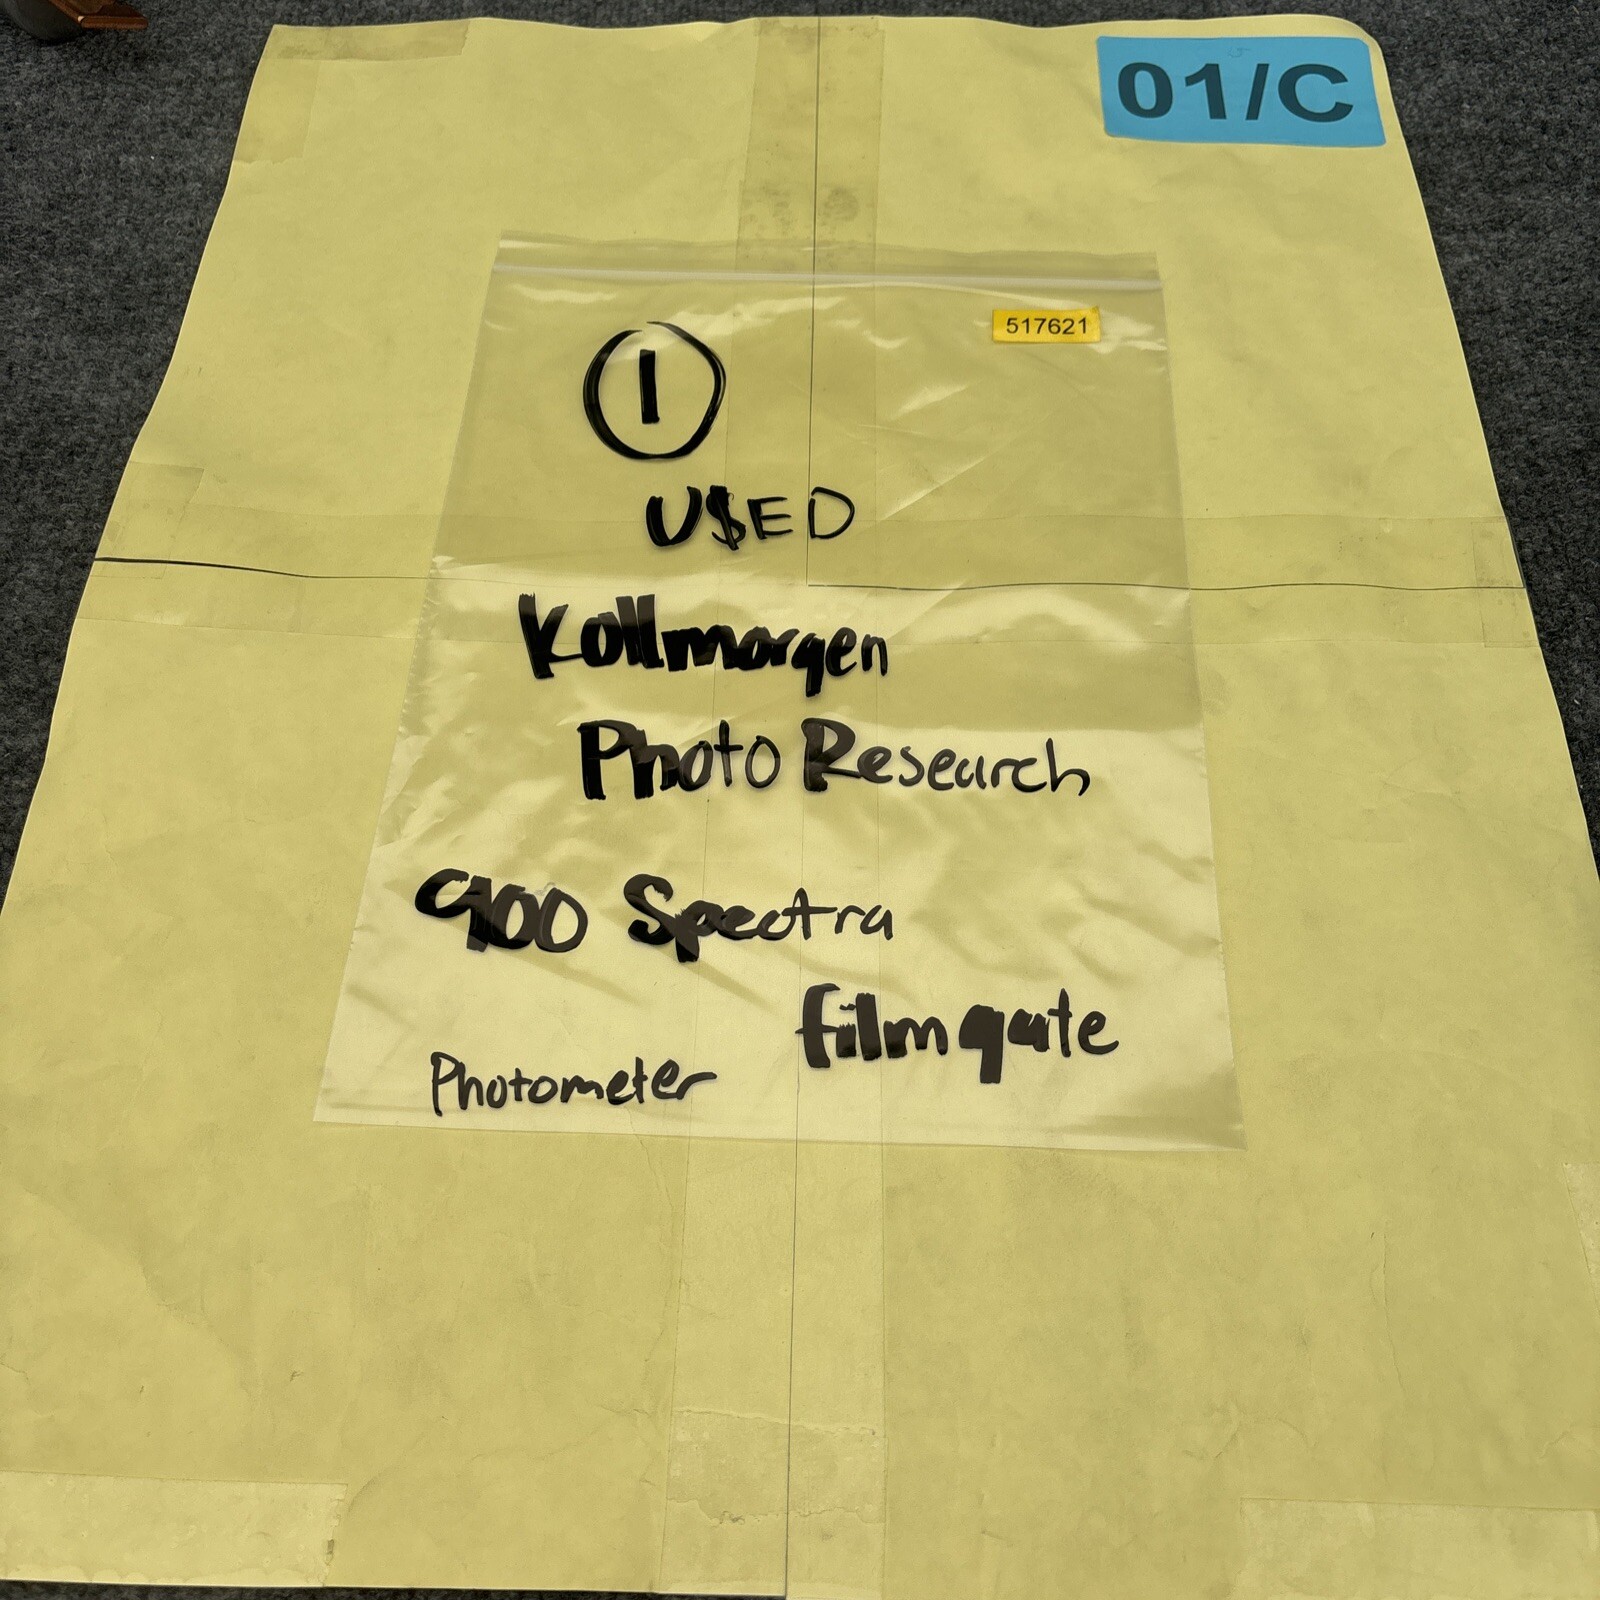 01/C
517621
1
U$ED
Kollmorgen
Photo Research
900 Spectra
filmgate
Photometer